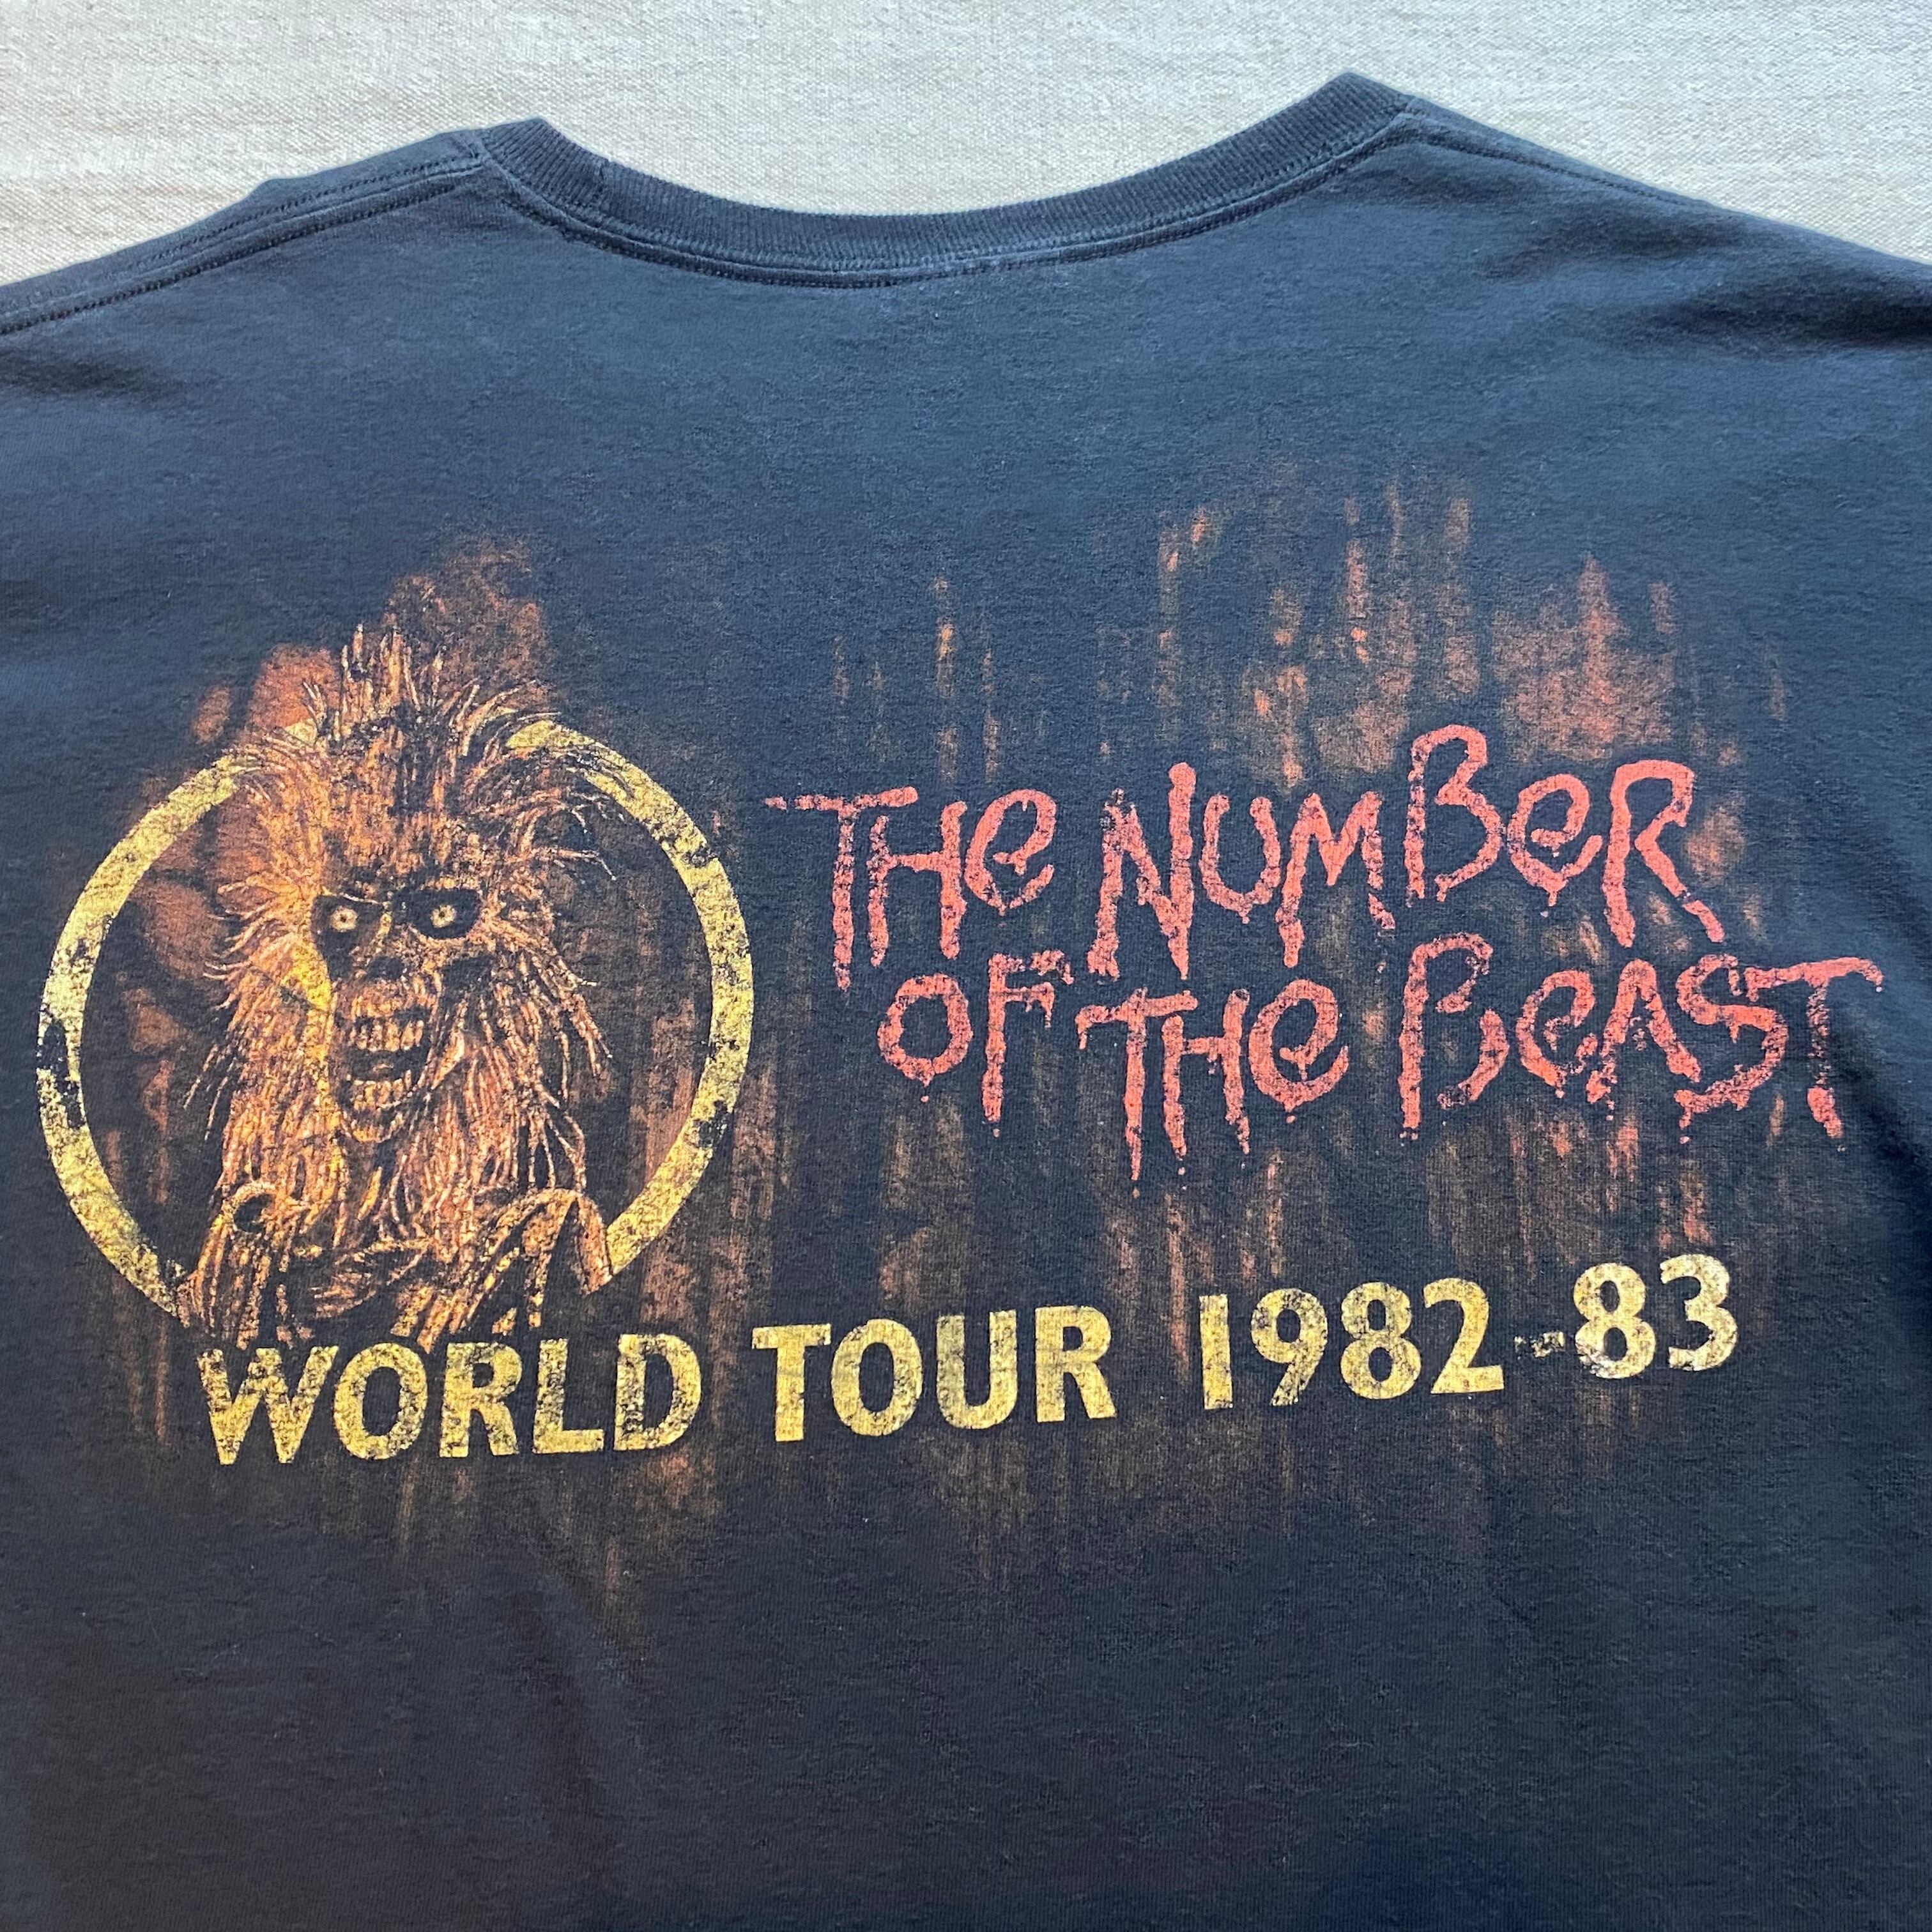 THE NUMBER
OF THE BEAST
WORLD TOUR 1982-83